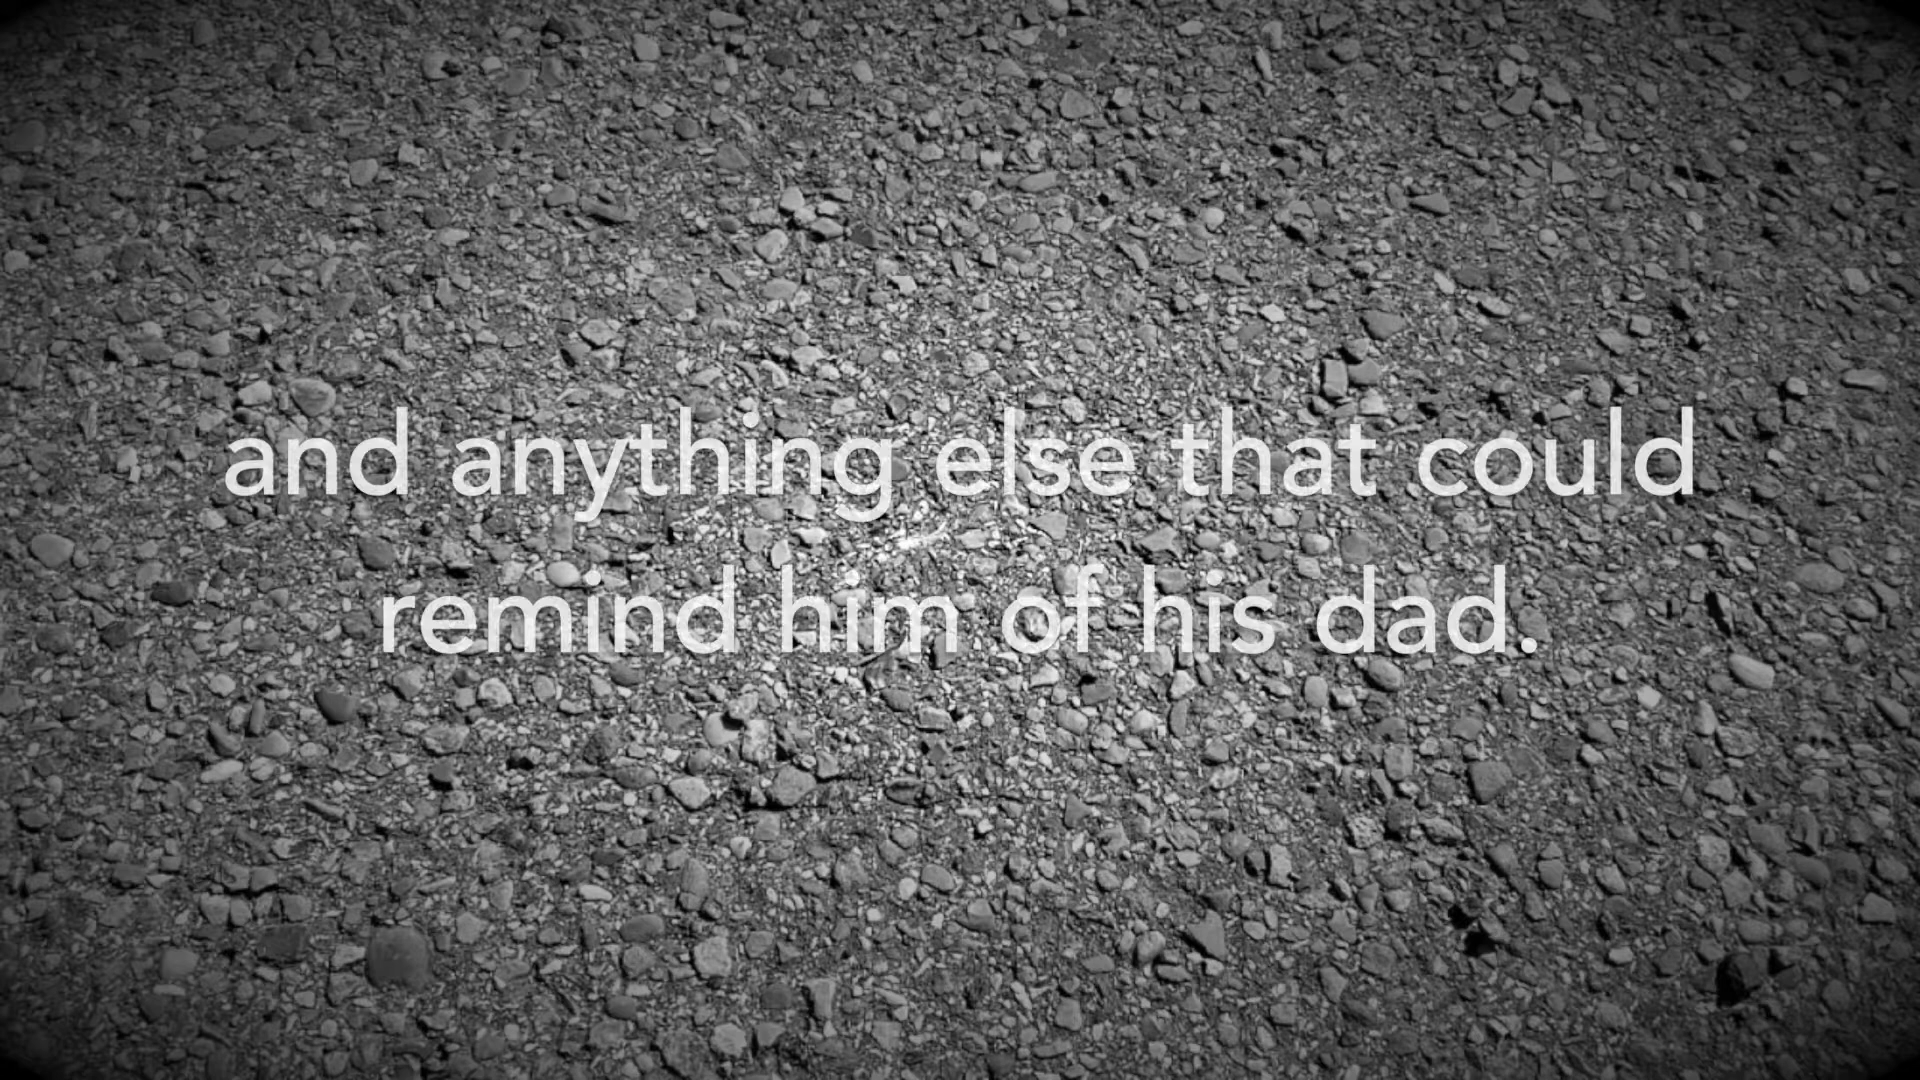 and anything else that could
remind him of his dad.